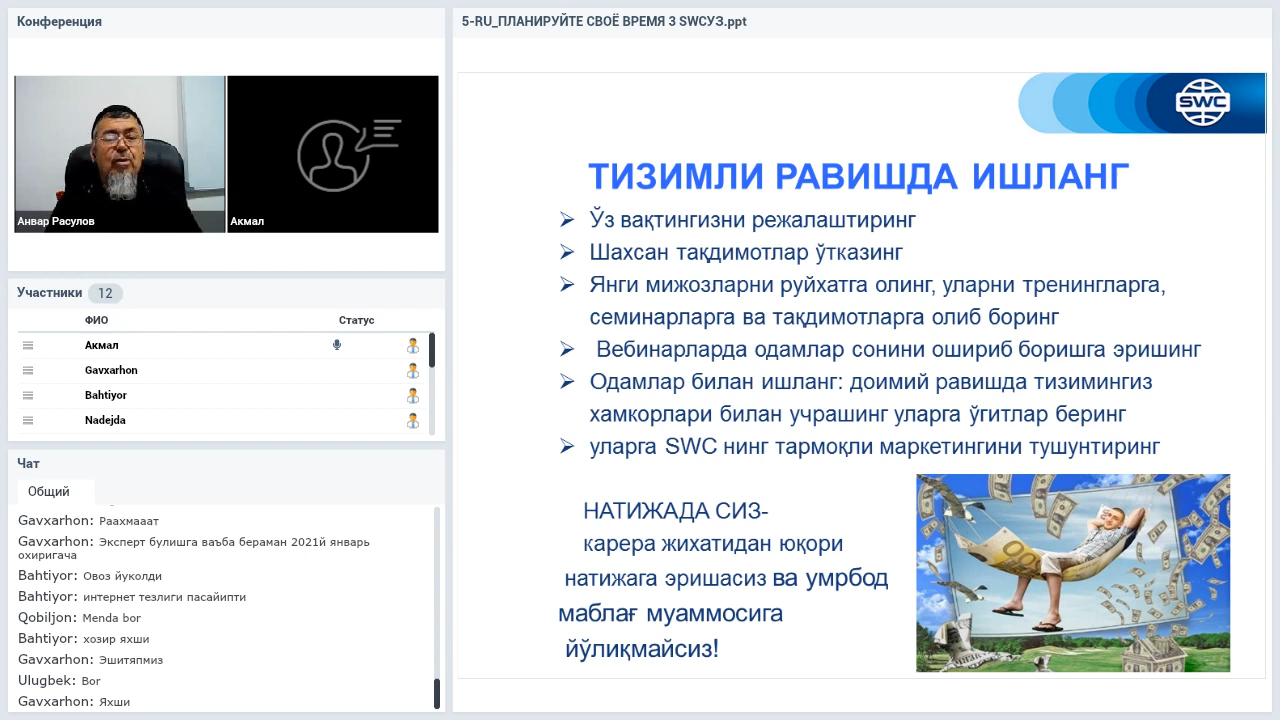 Конференция
Анвар Расулов
Акмал
Участники 12
ФИО Статус
Акмал
Gavxarhon
Bahtiyor
Nadejda
Чат
Общий
Gavxarhon: Раахмааат
Gavxarhon: Эксперт булишга ваъба бераман 2021й январь
охиригача
Bahtiyor: Овоз йуколди
Bahtiyor: интернет тезлиги пасайипти
Qobiljon: Menda bor
Bahtiyor: хозир яхши
Gavxarhon: Эшитяпмиз
Ulugbek: Bor
Gavxarhon: Яхши
5-RU_ПЛАНИРУЙТЕ СВОЁ ВРЕМЯ 3 SWCУЗ.ppt
SWC
ТИЗИМЛИ РАВИШДА ИШЛАНГ
Ўз вақтингизни режалаштиринг
Шахсан тақдимотлар ўтказинг
Янги мижозларни руйхатга олинг, уларни тренингларга,
семинарларга ва тақдимотларга олиб боринг
Вебинарларда одамлар сонини ошириб боришга эришинг
Одамлар билан ишланг: доимий равишда тизимингиз
хамкорлари билан учрашинг уларга ўгитлар беринг
уларга SWC нинг тармоқли маркетингини тушунтиринг
НАТИЖАДА СИЗ-
карера жихатидан юқори
натижага эришасиз ва умрбод
маблағ муаммосига
йўлиқмайсиз!